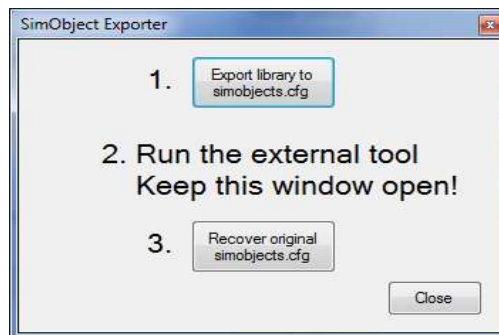 SimObject Exporter
1.
Export library to
simobjects.cfg
2. Run the external tool
Keep this window open!
3.
Recover original
simobjects.cfg
Close